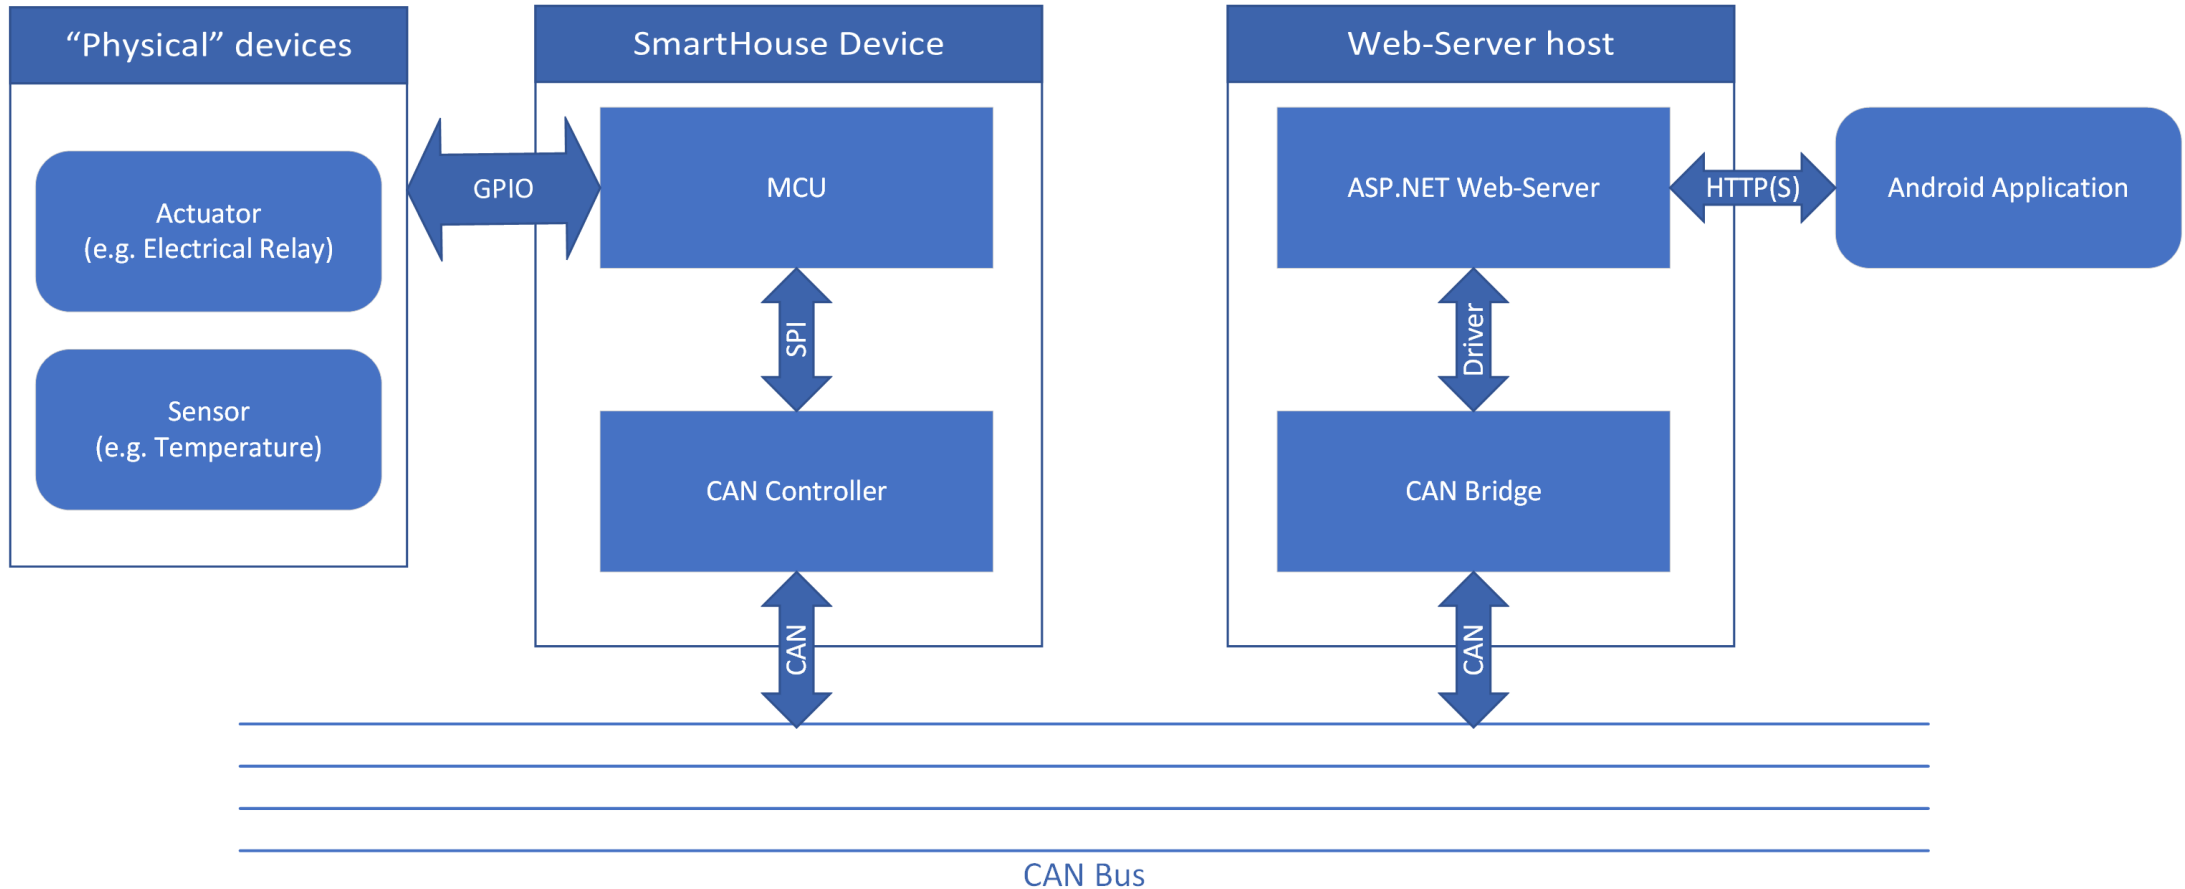 “Physical” devices
Actuator
(e.g. Electrical Relay)
Sensor
(e.g. Temperature)
GPIO
SmartHouse Device
MCU
SPI
CAN Controller
CAN
Web-Server host
ASP.NET Web-Server
HTTP(S)
Android Application
Driver
CAN Bridge
CAN
CAN Bus